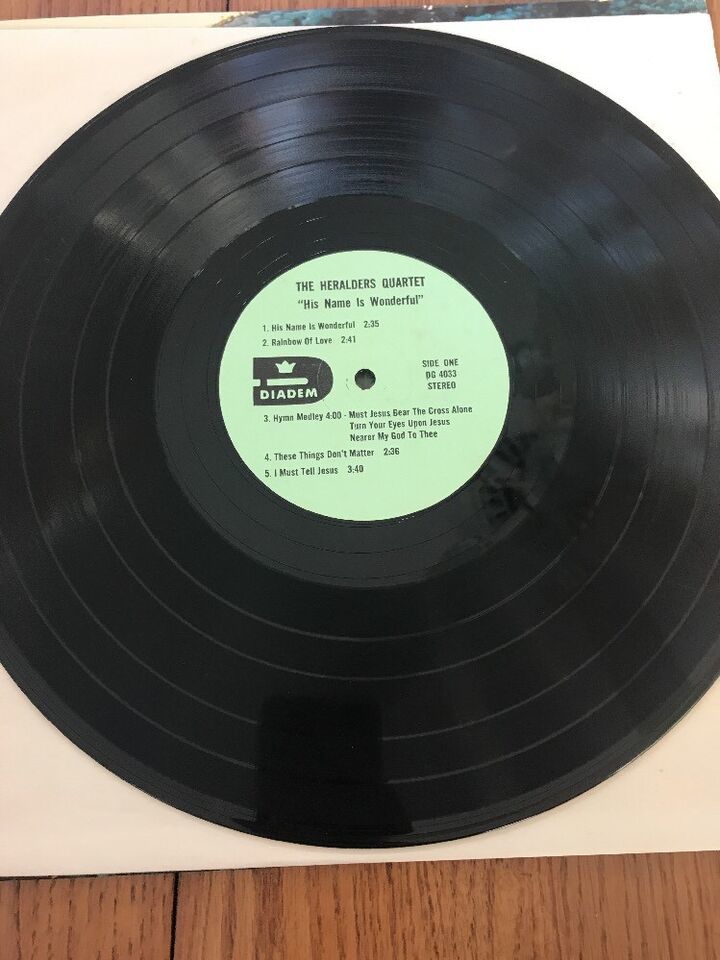 THE HERALDERS QUARTET
"His Name Is Wonderful"
1. His Name Is Wonderful 2:35
2. Rainbow Of Love 2:41
DIADEM
SIDE ONE
DG 4033
STEREO
3. Hymn Medley 4:00 - Must Jesus Bear The Cross Alone
Turn Your Eyes Upon Jesus
Nearer My God To Thee
4. These Things Don't Matter 2:36
5. I Must Tell Jesus 3:40